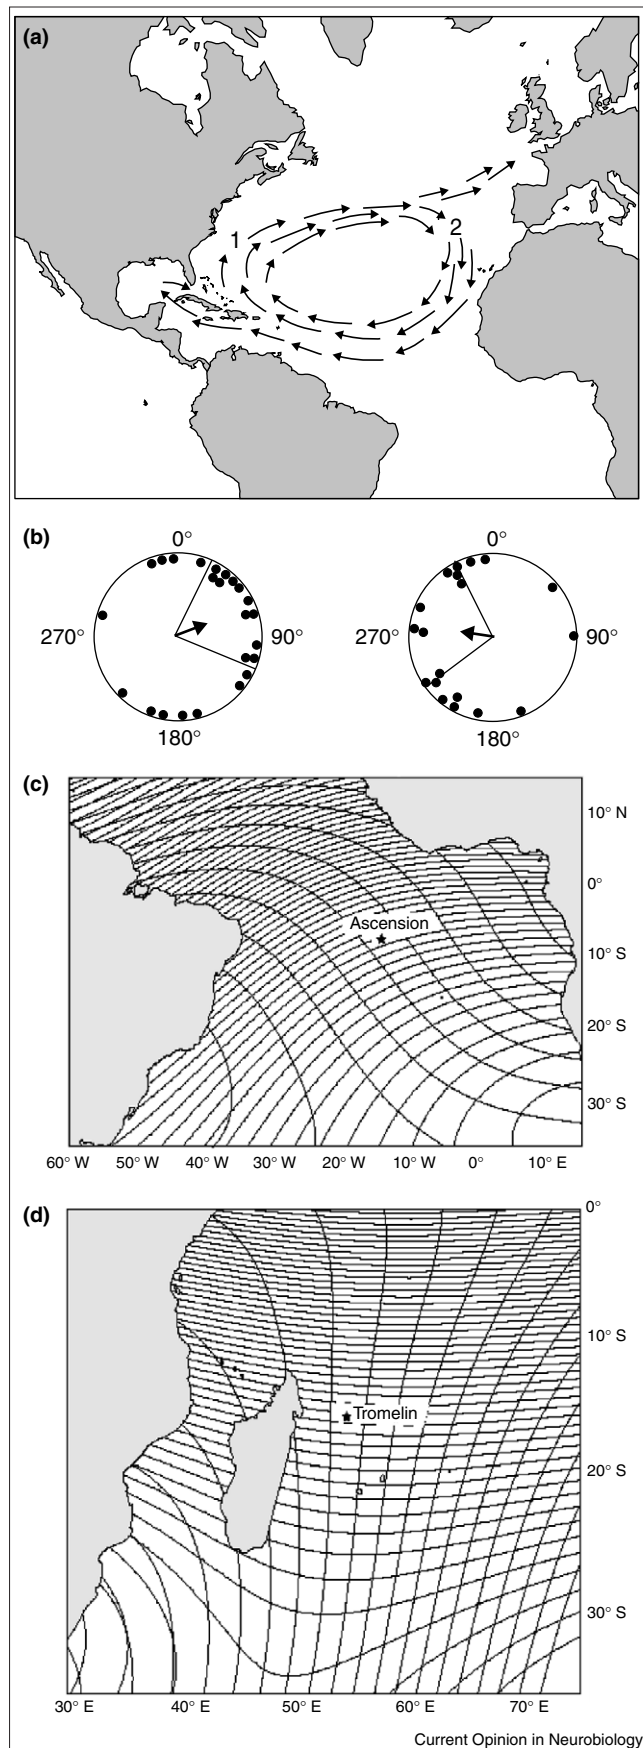 (a)
1 2
(b)
0° 0°
270° 90° 270° 90°
180° 180°
(c)
10° N
0°
Ascension
10° S
20° S
30° S
60° W 50° W 40° W 30° W 20° W 10° W 0° 10° E
(d)
0°
10° S
Tromelin
20° S
30° S
30° E 40° E 50° E 60° E 70° E
Current Opinion in Neurobiology